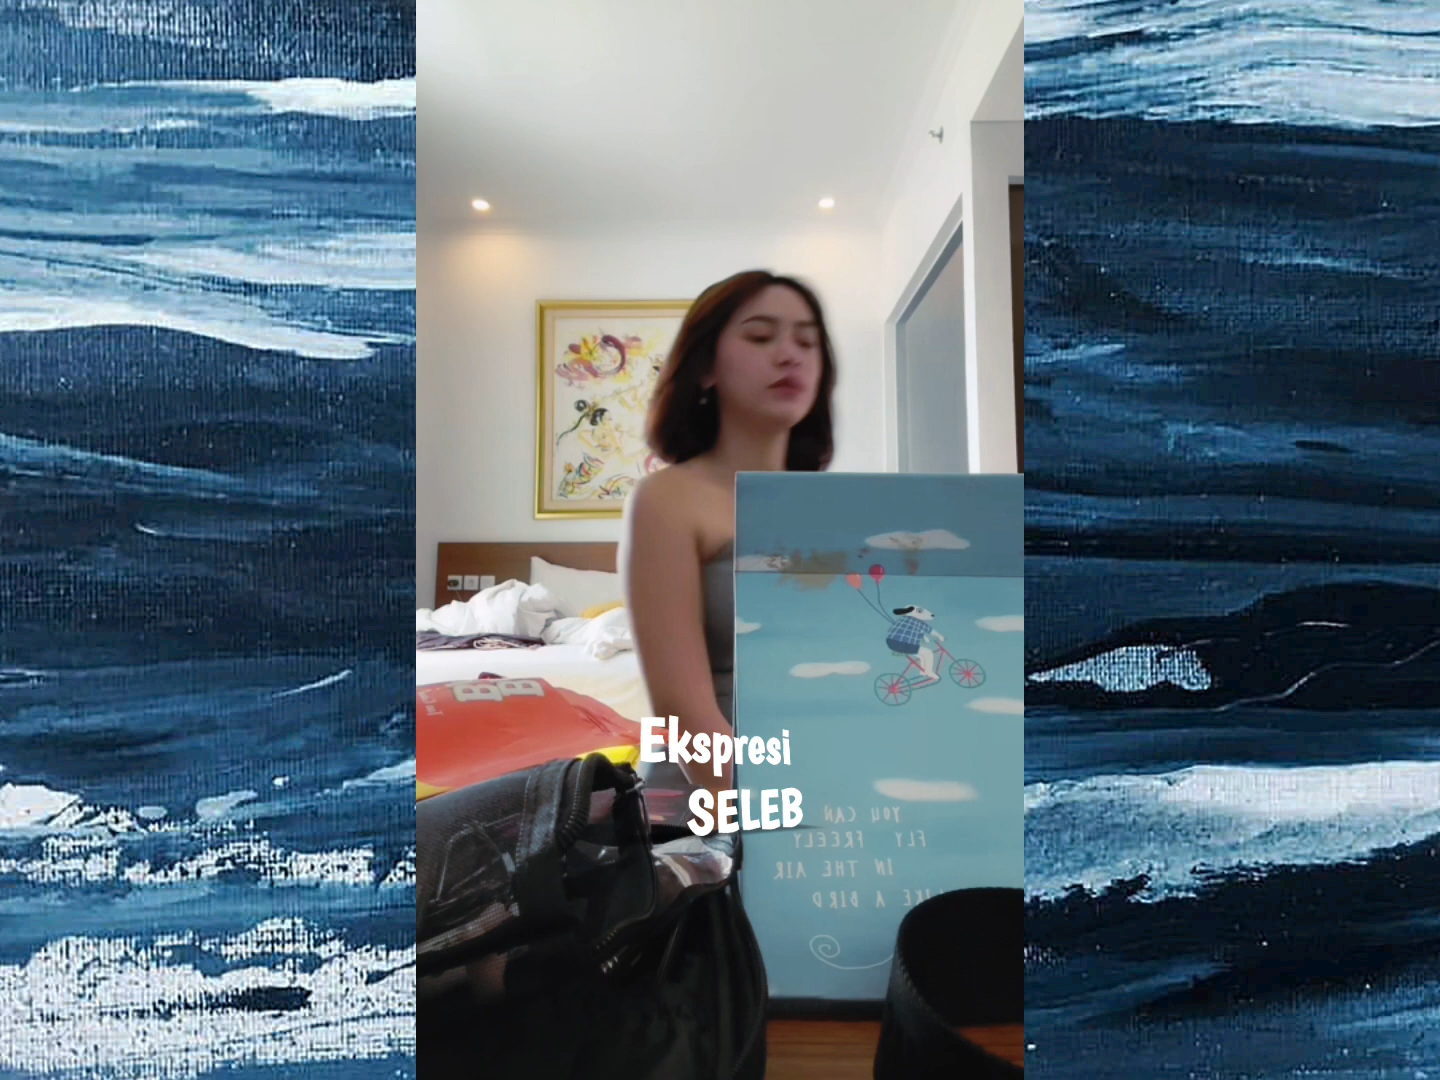 Ekspresi
SELEB
YOU CAN
FLY FREELY
IN THE AIR
A BIRD